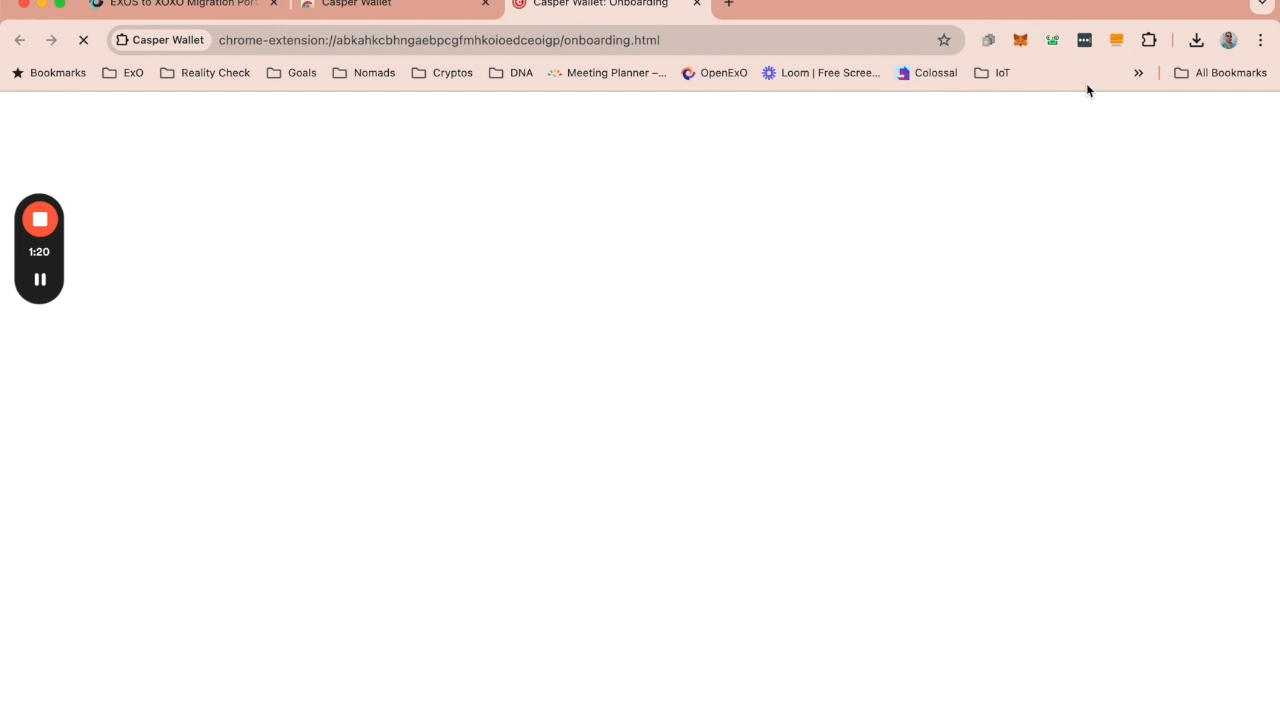 EXOS to XOXO Migration Port
Casper Wallet
Casper Wallet: Onboarding
Casper Wallet
chrome-extension://abkahkcbhngaebpcgfmhkoioedceoigp/onboarding.html
Bookmarks
ExO
Reality Check
Goals
Nomads
Cryptos
DNA
Meeting Planner –...
OpenExO
Loom | Free Scree...
Colossal
IoT
»
All Bookmarks
1:20